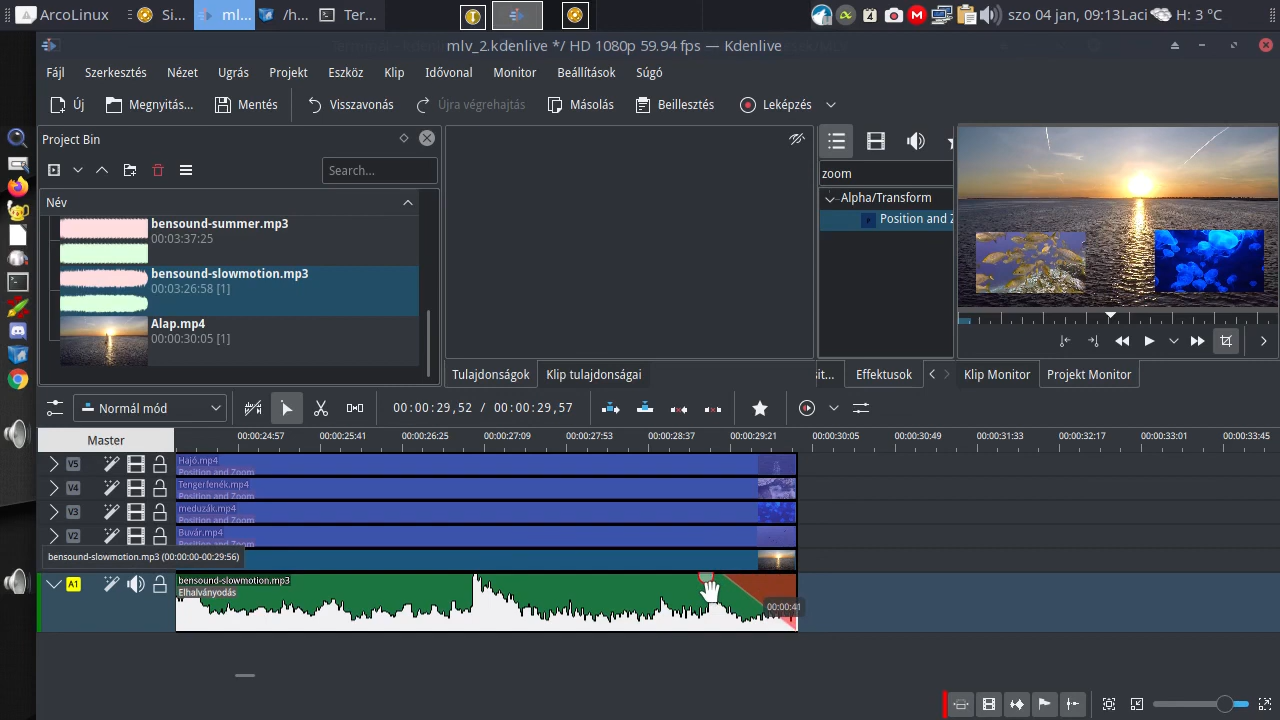 ArcoLinux
Si...
ml...
/h...
Ter...
4
M
szo 04 jan, 09:13
Laci
H: 3 °C
mlv_2.kdenlive */ HD 1080p 59.94 fps — Kdenlive
Fájl
Szerkesztés
Nézet
Ugrás
Projekt
Eszköz
Klip
Idővonal
Monitor
Beállítások
Súgó
Új
Megnyitás...
Mentés
Visszavonás
Újra végrehajtás
Másolás
Beillesztés
Leképzés
Project Bin
Search...
zoom
Név
Alpha/Transform
Position and Z
bensound-summer.mp3
00:03:37:25
bensound-slowmotion.mp3
00:03:26:58 [1]
Alap.mp4
00:00:30:05 [1]
Tulajdonságok
Klip tulajdonságai
it...
Effektusok
Klip Monitor
Projekt Monitor
Normál mód
00:00:29,52 / 00:00:29,57
Master
00:00:24:57
00:00:25:41
00:00:26:25
00:00:27:09
00:00:27:53
00:00:28:37
00:00:29:21
00:00:30:05
00:00:30:49
00:00:31:33
00:00:32:17
00:00:33:01
00:00:33:45
V5
Hajó.mp4
Position and Zoom
V4
Tengerfenék.mp4
Position and Zoom
V3
meduzák.mp4
Position and Zoom
V2
Buvár.mp4
Position and Zoom
bensound-slowmotion.mp3 (00:00:00-00:29:56)
A1
bensound-slowmotion.mp3
Elhalványodás
00:00:41